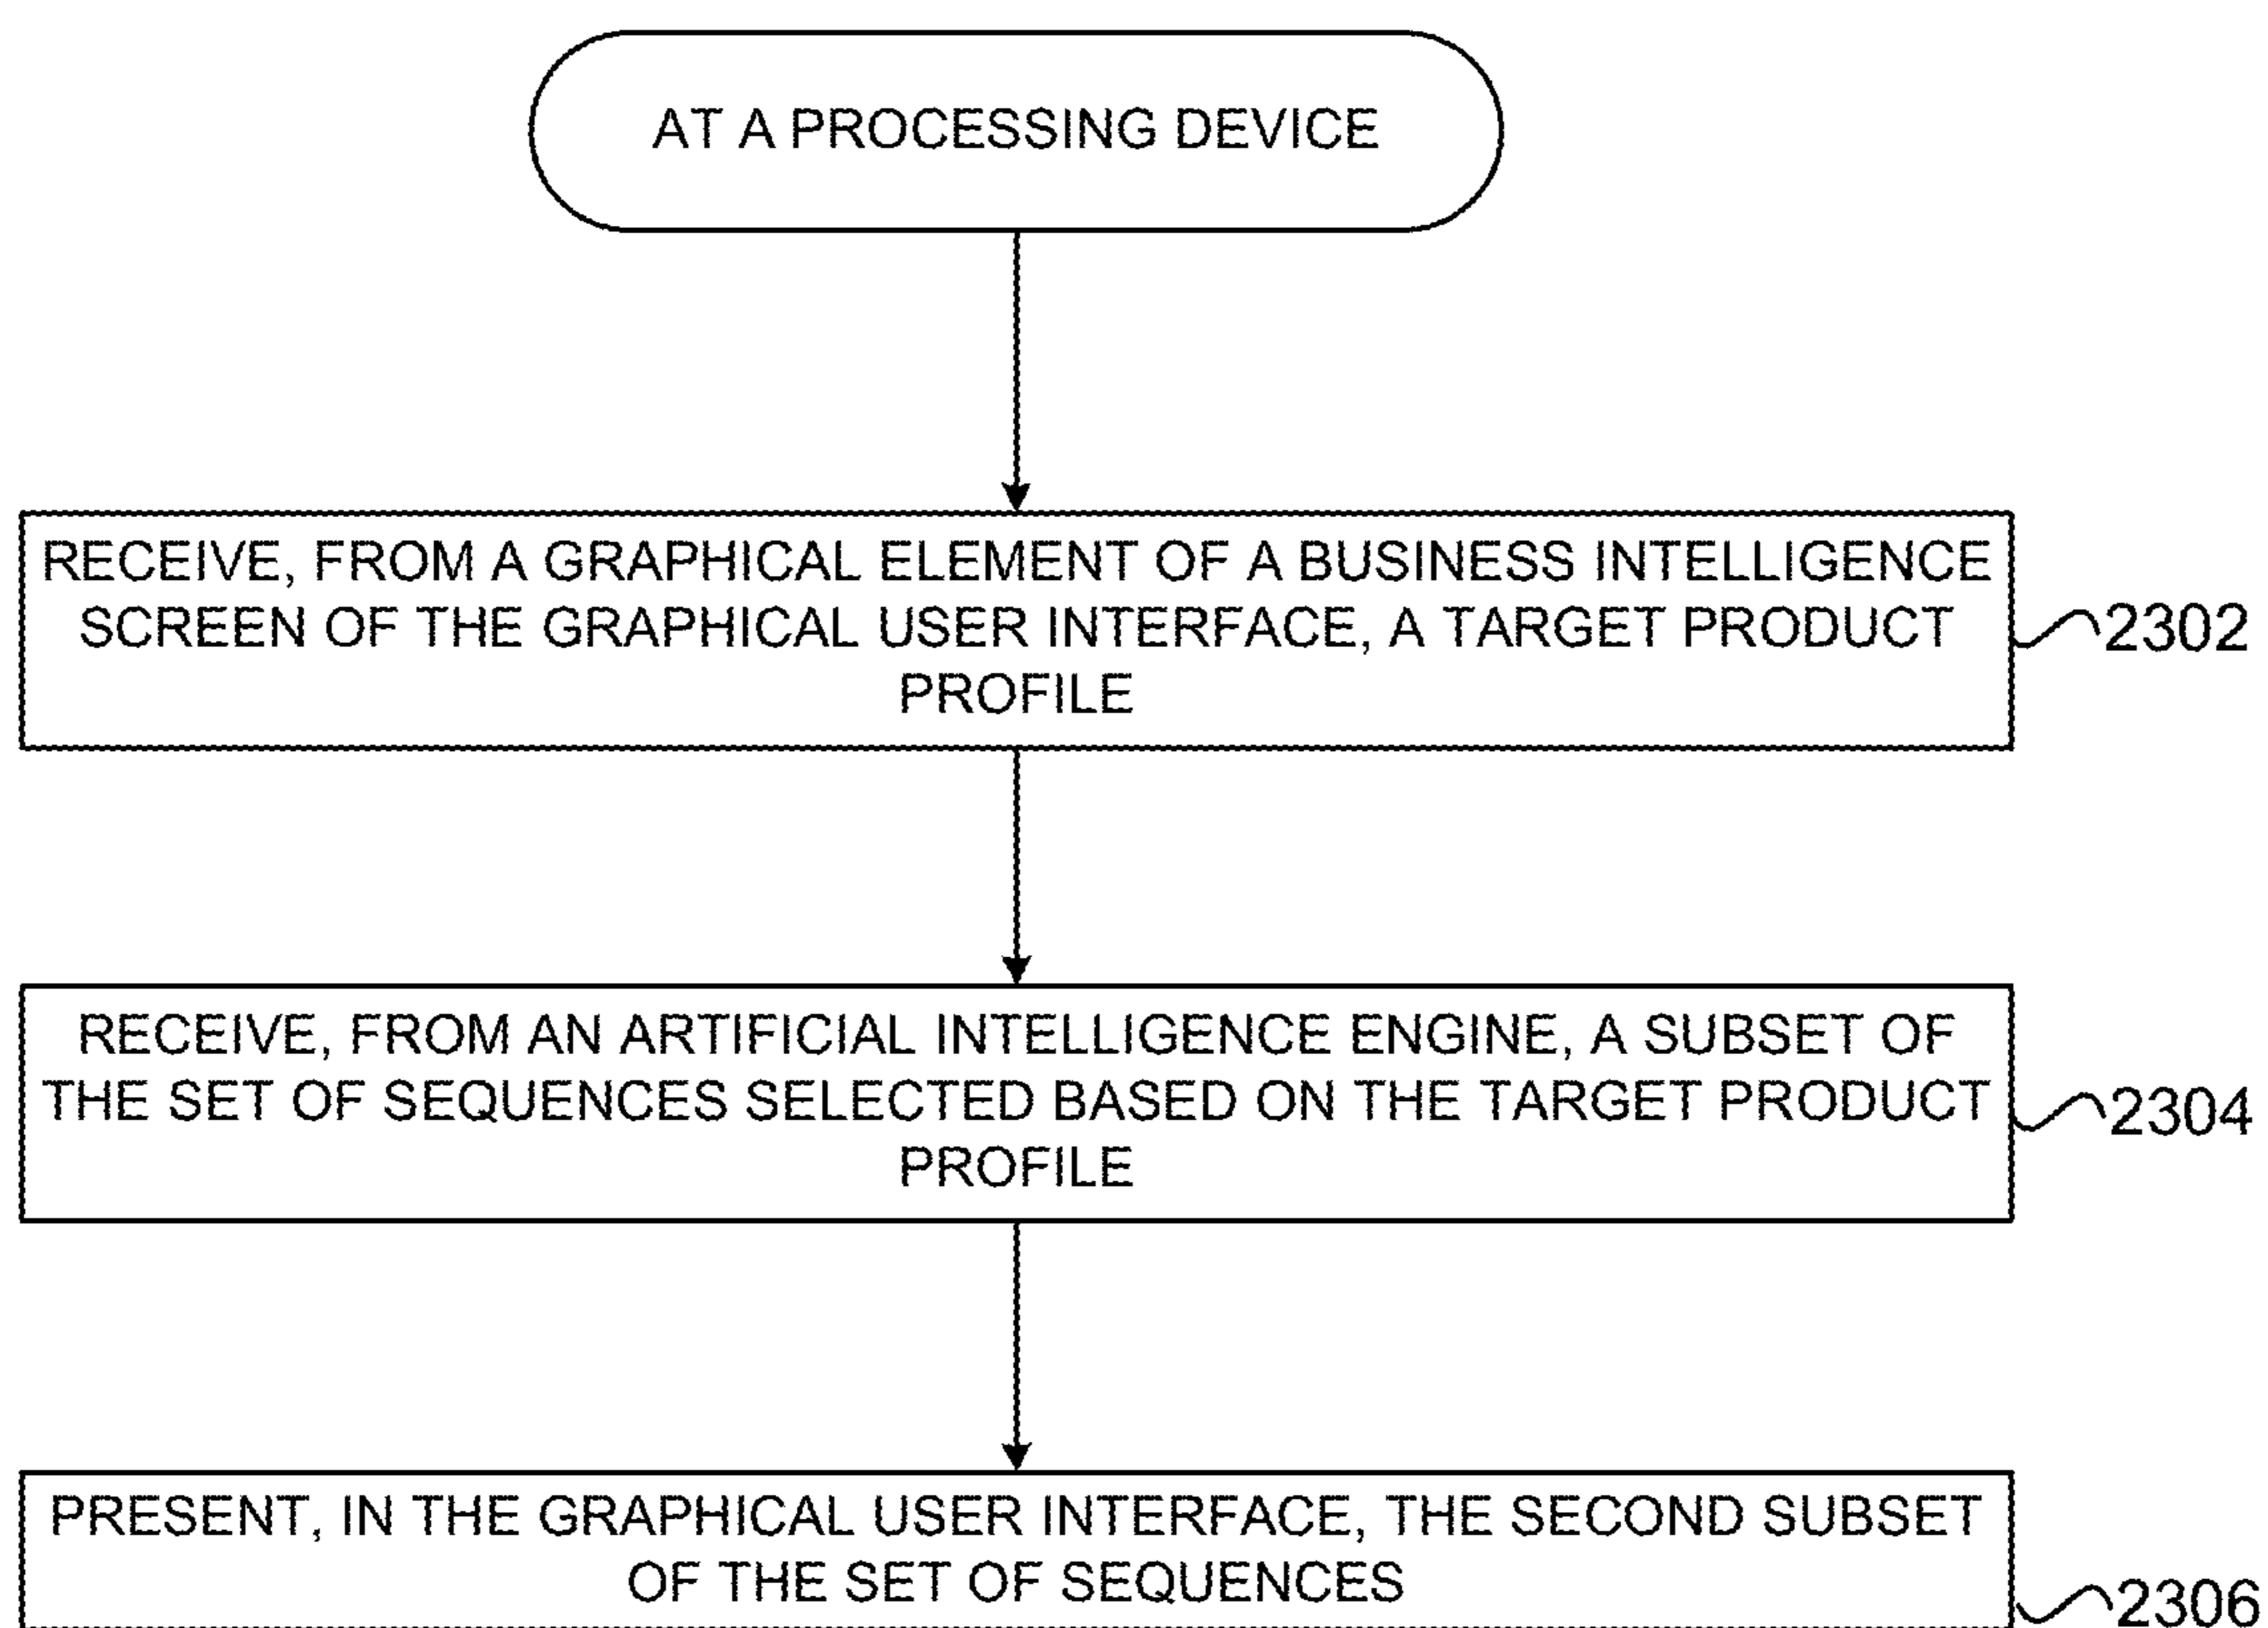 AT A PROCESSING DEVICE
RECEIVE, FROM A GRAPHICAL ELEMENT OF A BUSINESS INTELLIGENCE
SCREEN OF THE GRAPHICAL USER INTERFACE, A TARGET PRODUCT
PROFILE
2302
RECEIVE, FROM AN ARTIFICIAL INTELLIGENCE ENGINE, A SUBSET OF
THE SET OF SEQUENCES SELECTED BASED ON THE TARGET PRODUCT
PROFILE
2304
PRESENT, IN THE GRAPHICAL USER INTERFACE, THE SECOND SUBSET
OF THE SET OF SEQUENCES
2306